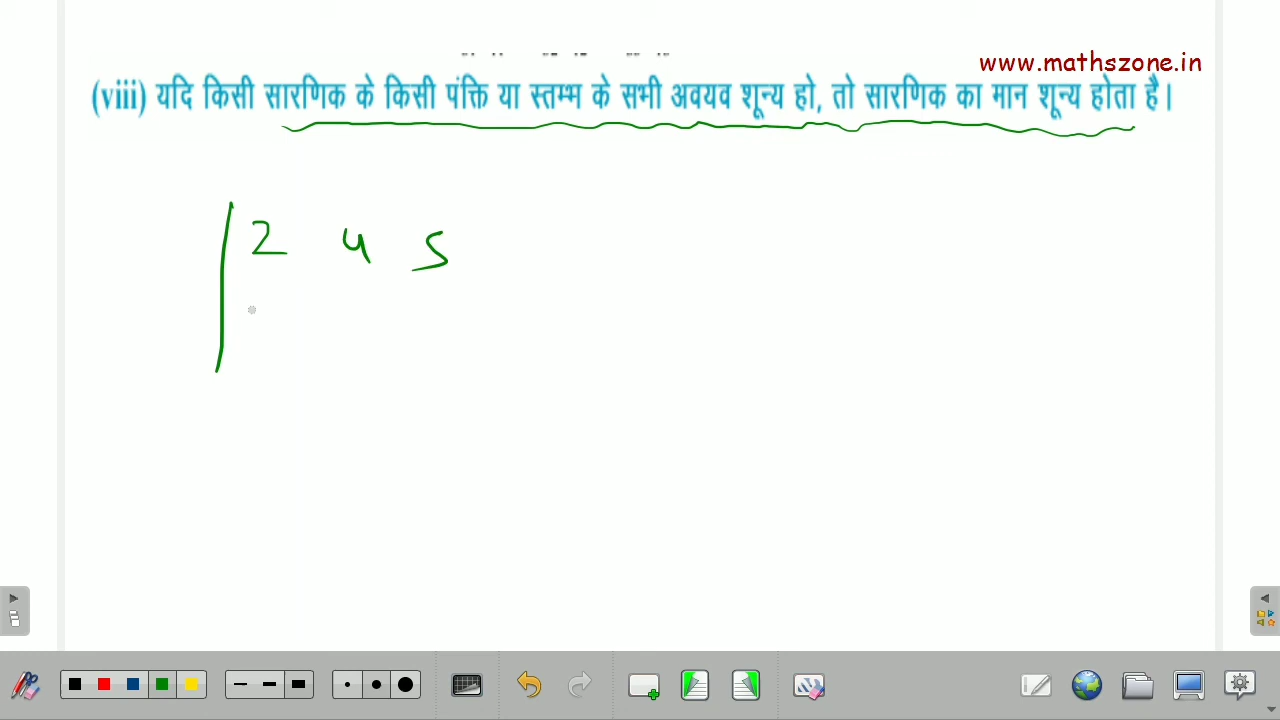 www.mathszone.in
(viii) यदि किसी सारणिक के किसी पंक्ति या स्तम्म के सभी अवयव शून्य हो, तो सारणिक का मान शून्य होता है।
2 4 5